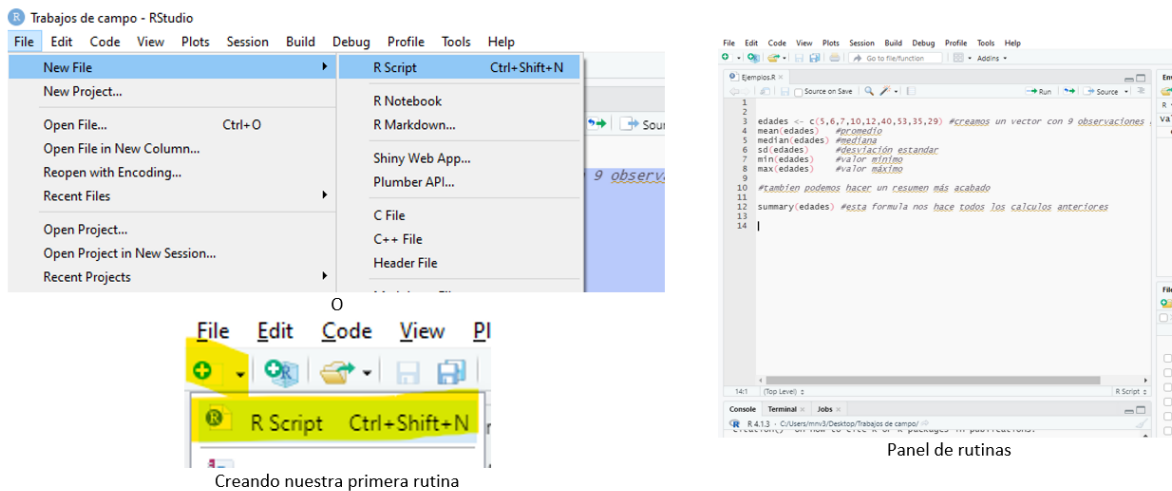 Trabajos de campo - RStudio
File Edit Code View Plots Session Build Debug Profile Tools Help
New File
New Project...
Open File... Ctrl+O
Open File in New Column...
Reopen with Encoding...
Recent Files
Open Project...
Open Project in New Session...
Recent Projects
R Script Ctrl+Shift+N
R Notebook
R Markdown...
Shiny Web App...
Plumber API...
C File
C++ File
Header File
Sour
9 observa
O
File Edit Code View Pl
R Script Ctrl+Shift+N
Creando nuestra primera rutina
File Edit Code View Plots Session Build Debug Profile Tools Help
Go to file/function Addins
Ejemplos.R
Source on Save Run Source
1
2
3 edades <- c(5,6,7,10,12,40,53,35,29) #creamos un vector con 9 observaciones
4 mean(edades) #promedio
5 median(edades) #mediana
6 sd(edades) #desviación estandar
7 min(edades) #valor mínimo
8 max(edades) #valor máximo
9
10 #tambien podemos hacer un resumen más acabado
11
12 summary(edades) #esta formula nos hace todos los calculos anteriores
13
14
14:1 (Top Level) R Script
Console Terminal Jobs
R 4.1.3 · C:/Users/mnv3/Desktop/Trabajos de campo/
Panel de rutinas